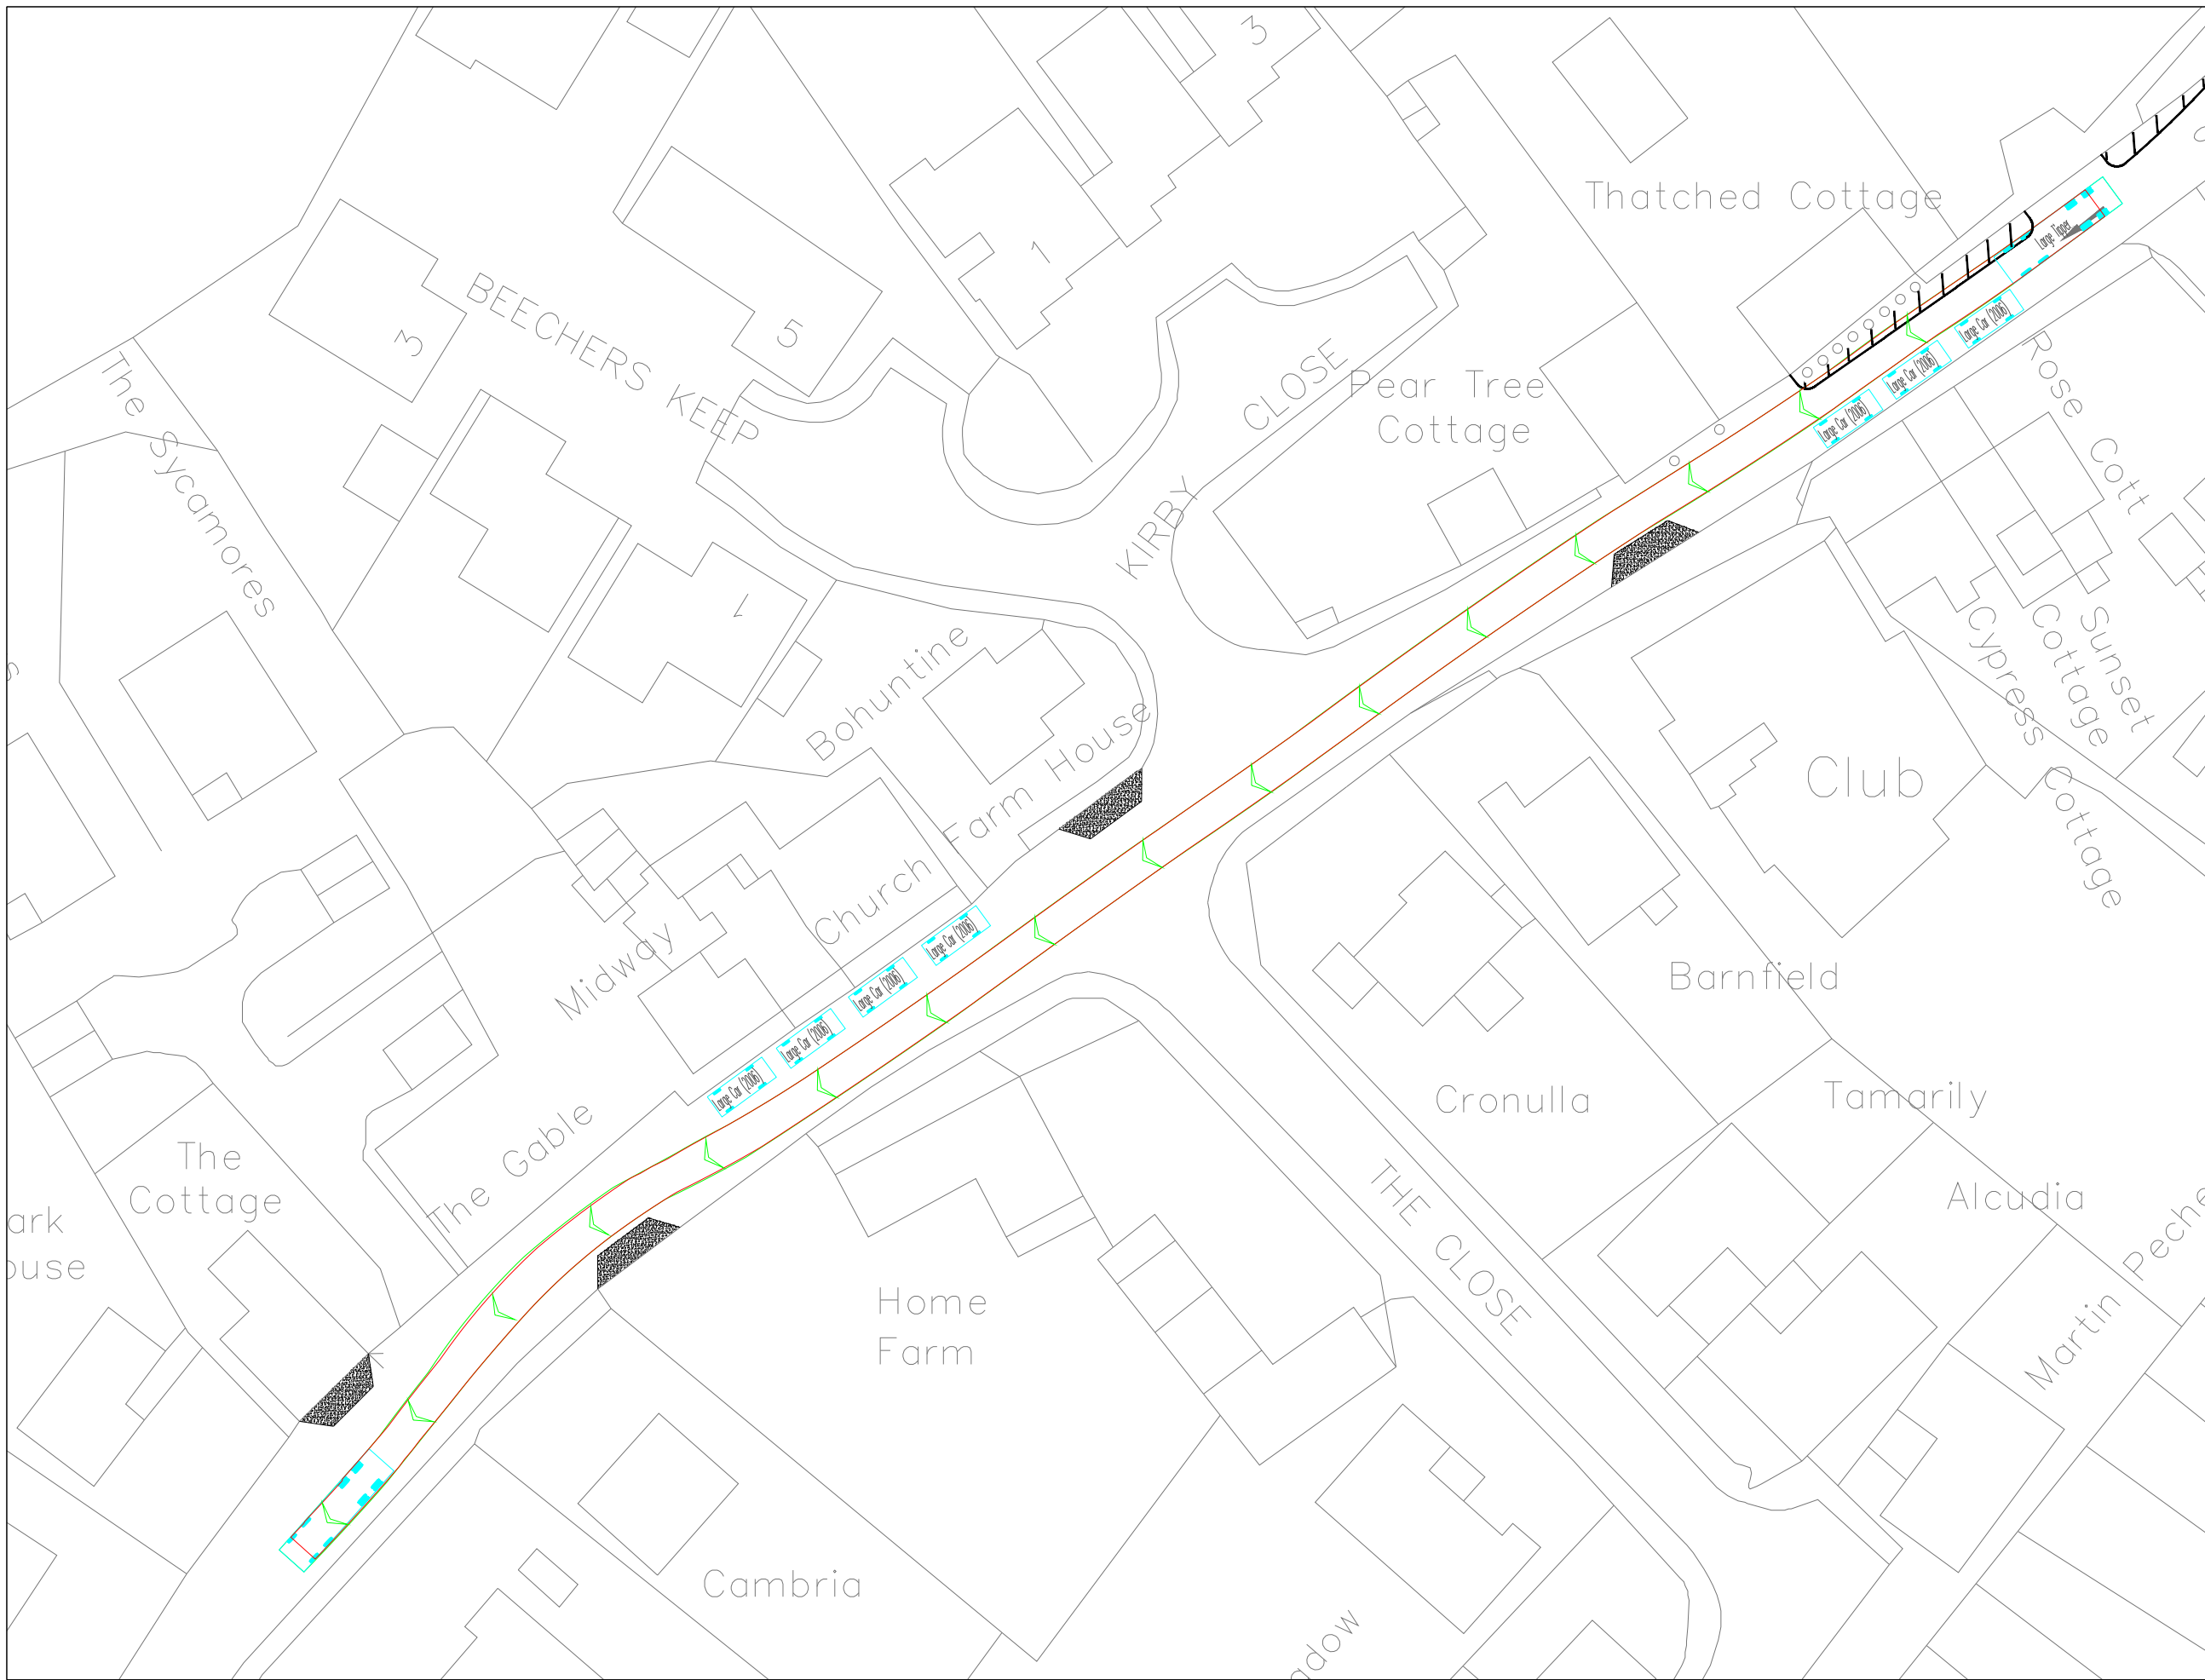 3
Thatched Cottage
Large Tipper
1
BEECHERS KEEP
3
5
The Sycamores
CLOSE
KIRBY
Pear Tree
Cottage
Large Car (2006)
Large Car (2006)
Large Car (2006)
Rose Cott
1
Bohuntine
Church Farm House
Midway
Sunset
Cottage
Cypress Cottage
Club
Large Car (2006)
Large Car (2006)
Large Car (2006)
Large Car (2006)
Barnfield
Cronulla
Tamarily
The Gable
The
Cottage
ark
ouse
THE CLOSE
Alcudia
Home
Farm
Martin
Peche
Cambria
adow